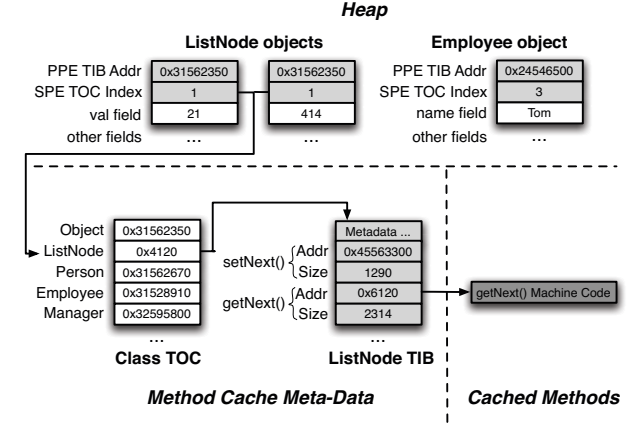 Heap
ListNode objects Employee object
PPE TIB Addr 0x31562350 0x31562350 PPE TIB Addr 0x24546500
SPE TOC Index 1 1 SPE TOC Index 3
val field 21 414 name field Tom
other fields ... ... other fields ...
Object 0x31562350 Metadata ...
ListNode 0x4120 setNext() Addr 0x45563300
Person 0x31562670 Size 1290
Employee 0x31528910 getNext() Addr 0x6120 getNext() Machine Code
Manager 0x32595800 Size 2314
... ...
Class TOC ListNode TIB
Method Cache Meta-Data Cached Methods